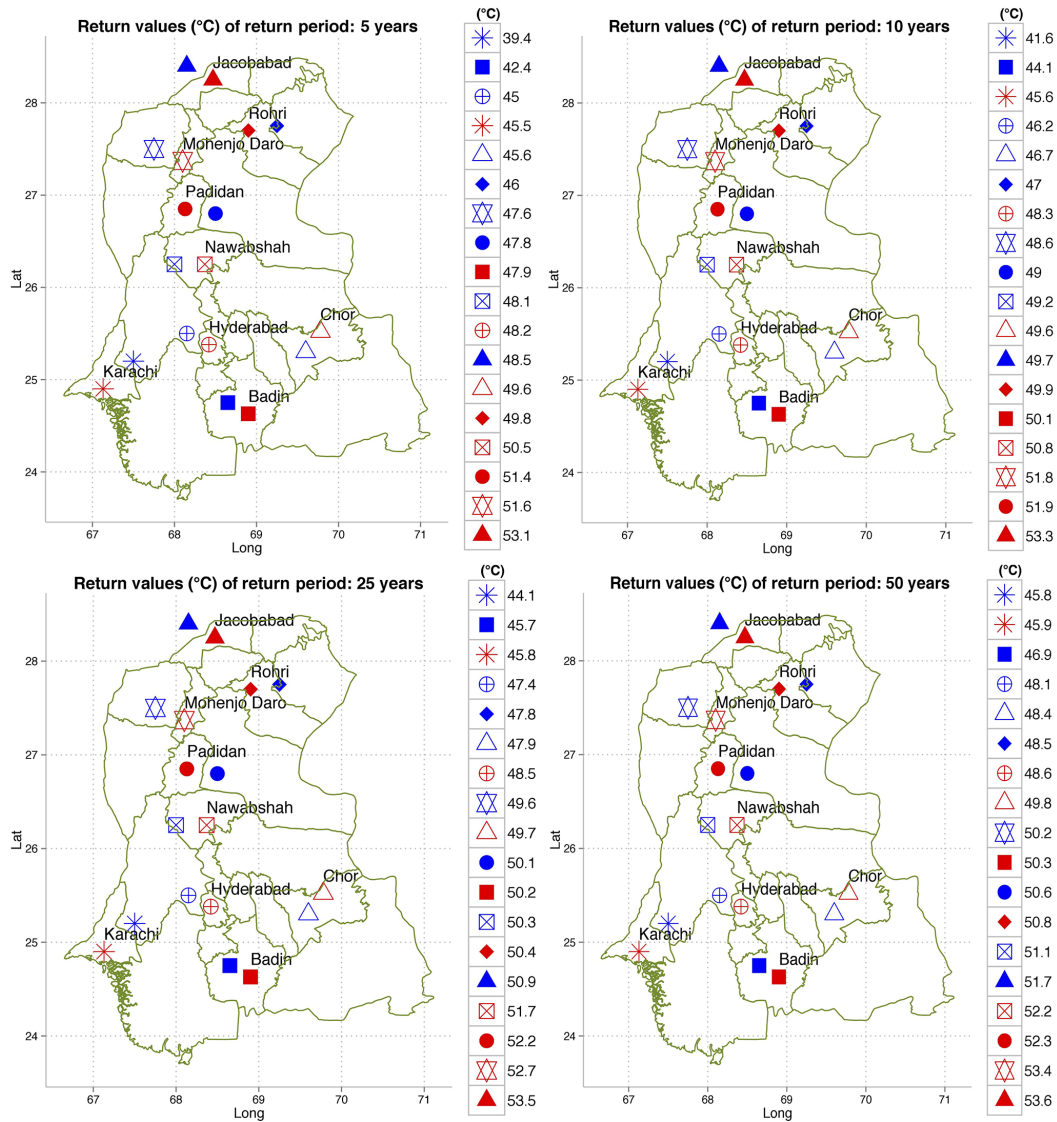 Return values (°C) of return period: 5 years
(°C)
39.4
42.4
45
45.5
45.6
46
47.6
47.8
47.9
48.1
48.2
48.5
49.6
49.8
50.5
51.4
51.6
53.1
Jacobabad
Rohri
Mohenjo Daro
Padidan
Nawabshah
Hyderabad
Chor
Karachi
Badin
28
27
26
25
24
Lat
67 68 69 70 71
Long
Return values (°C) of return period: 10 years
(°C)
41.6
44.1
45.6
46.2
46.7
47
48.3
48.6
49
49.2
49.6
49.7
49.9
50.1
50.8
51.8
51.9
53.3
Jacobabad
Rohri
Mohenjo Daro
Padidan
Nawabshah
Hyderabad
Chor
Karachi
Badin
28
27
26
25
24
Lat
67 68 69 70 71
Long
Return values (°C) of return period: 25 years
(°C)
44.1
45.7
45.8
47.4
47.8
47.9
48.5
49.6
49.7
50.1
50.2
50.3
50.4
50.9
51.7
52.2
52.7
53.5
Jacobabad
Rohri
Mohenjo Daro
Padidan
Nawabshah
Hyderabad
Chor
Karachi
Badin
28
27
26
25
24
Lat
67 68 69 70 71
Long
Return values (°C) of return period: 50 years
(°C)
45.8
45.9
46.9
48.1
48.4
48.5
48.6
49.8
50.2
50.3
50.6
50.8
51.1
51.7
52.2
52.3
53.4
53.6
Jacobabad
Rohri
Mohenjo Daro
Padidan
Nawabshah
Hyderabad
Chor
Karachi
Badin
28
27
26
25
24
Lat
67 68 69 70 71
Long